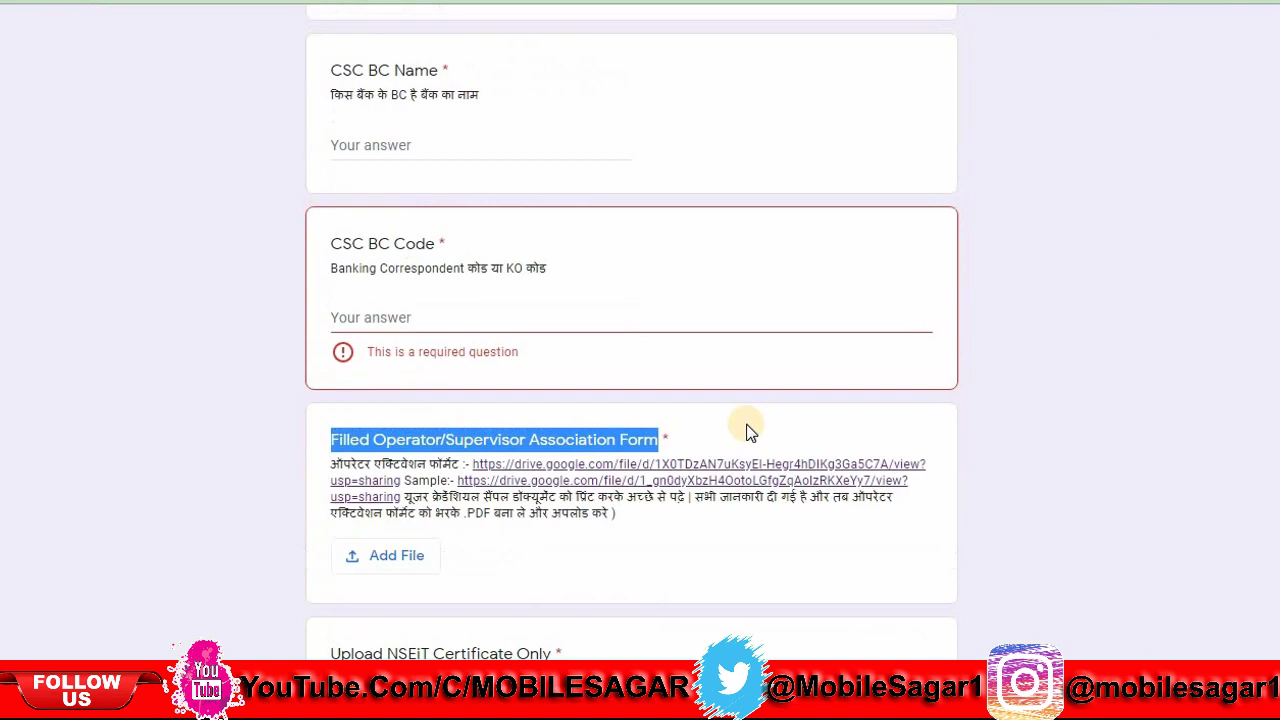 CSC BC Name *
किस बैंक के BC है बैंक का नाम
Your answer
CSC BC Code *
Banking Correspondent कोड या KO कोड
Your answer
This is a required question
Filled Operator/Supervisor Association Form *
ऑपरेटर एक्टिवेशन फॉर्मेट :- https://drive.google.com/file/d/1X0TDzAN7uKsyEI-Hegr4hDIKg3Ga5C7A/view?
usp=sharing Sample:- https://drive.google.com/file/d/1_gn0dyXbzH4OotoLGfgZqAoIzRKXeYy7/view?
usp=sharing यूजर क्रेडेंशियल सैंपल डॉक्यूमेंट को प्रिंट करके अच्छे से पढ़े | सभी जानकारी दी गई है और तब ऑपरेटर
एक्टिवेशन फॉर्मेट को भरके .PDF बना ले और अपलोड करे )
Add File
Upload NSEiT Certificate Only *
FOLLOW
US
You
Tube
YouTube.Com/C/MOBILESAGAR
@MobileSagar1
@mobilesagar1